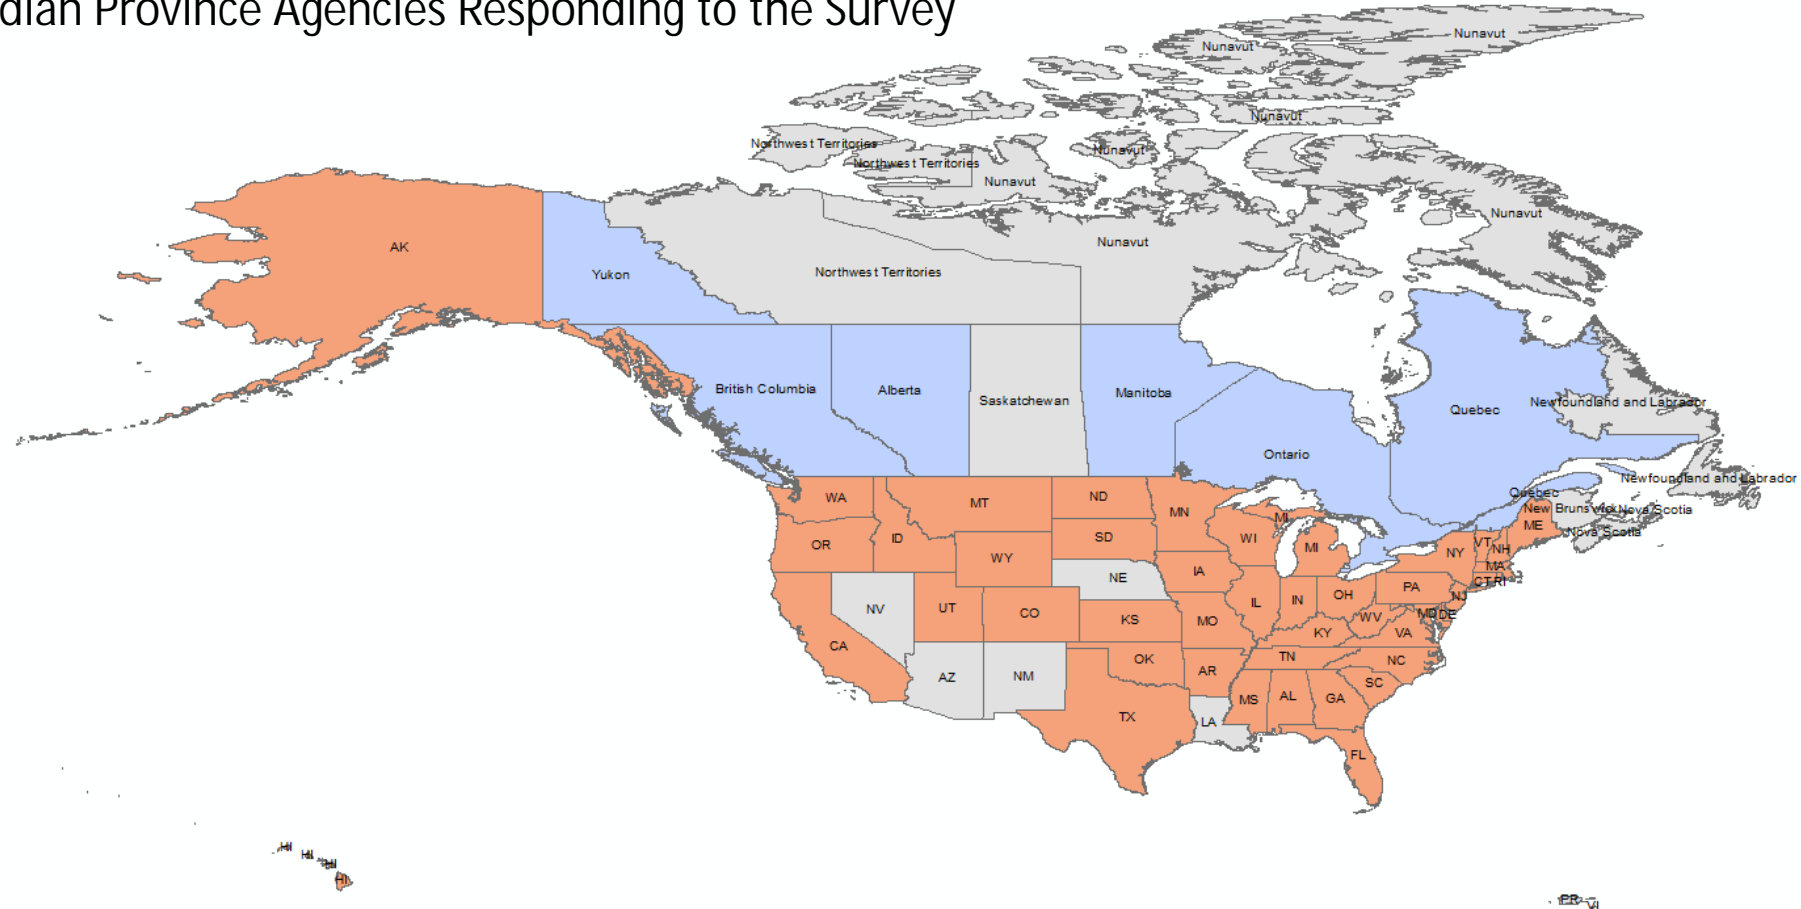 dian Province Agencies Responding to the Survey
Nunavut
Nunavut
Nunavut
Northwest Territories
Nunavut
Northwest Territories
Nunavut
Nunavut
AK
Nunavut
Yukon
Northwest Territories
British Columbia
Alberta
Manitoba
Saskatchewan
Newfoundland and Labrador
Quebec
Ontario
Newfoundland and Labrador
Quebec
WA
MT
ND
New Brunswick
Nova Scotia
MN
MI
ME
Nova Scotia
OR
ID
SD
WI
MI
NY
VT
NH
WY
MA
NE
IA
CT
RI
PA
OH
NJ
NV
UT
CO
KS
MO
IL
IN
WV
MD
DE
KY
VA
CA
OK
AR
TN
NC
AZ
NM
SC
MS
AL
GA
TX
LA
FL
HI
HI
HI
HI
PR
VI